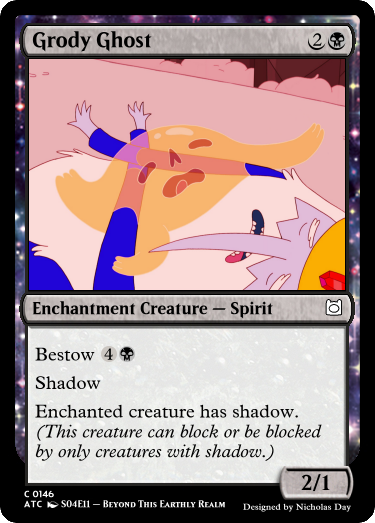 Grody Ghost 2
Enchantment Creature — Spirit
Bestow 4
Shadow
Enchanted creature has shadow.
(This creature can block or be blocked
by only creatures with shadow.)
2/1
C 0146
ATC S04E11 – Beyond This Earthly Realm
Designed by Nicholas Day